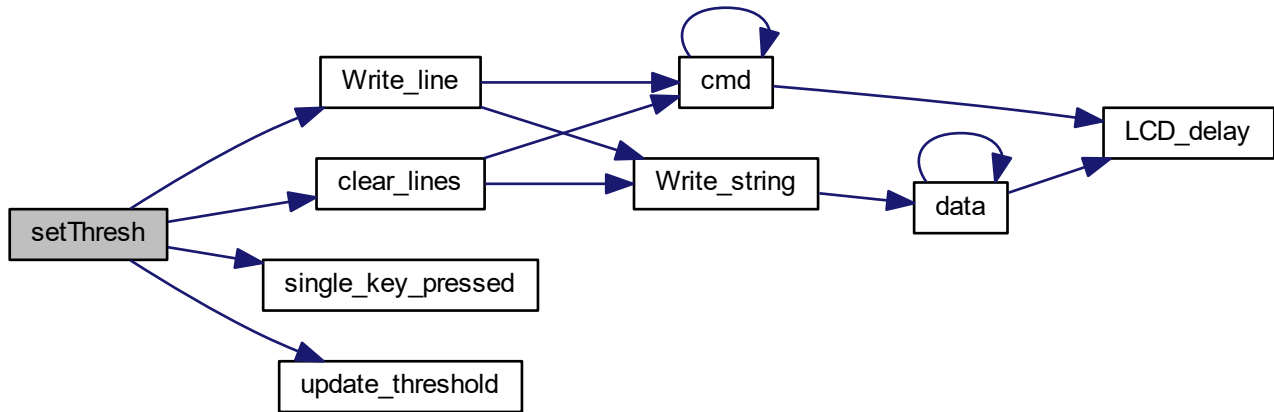 setThresh
Write_line
clear_lines
single_key_pressed
update_threshold
cmd
Write_string
data
LCD_delay